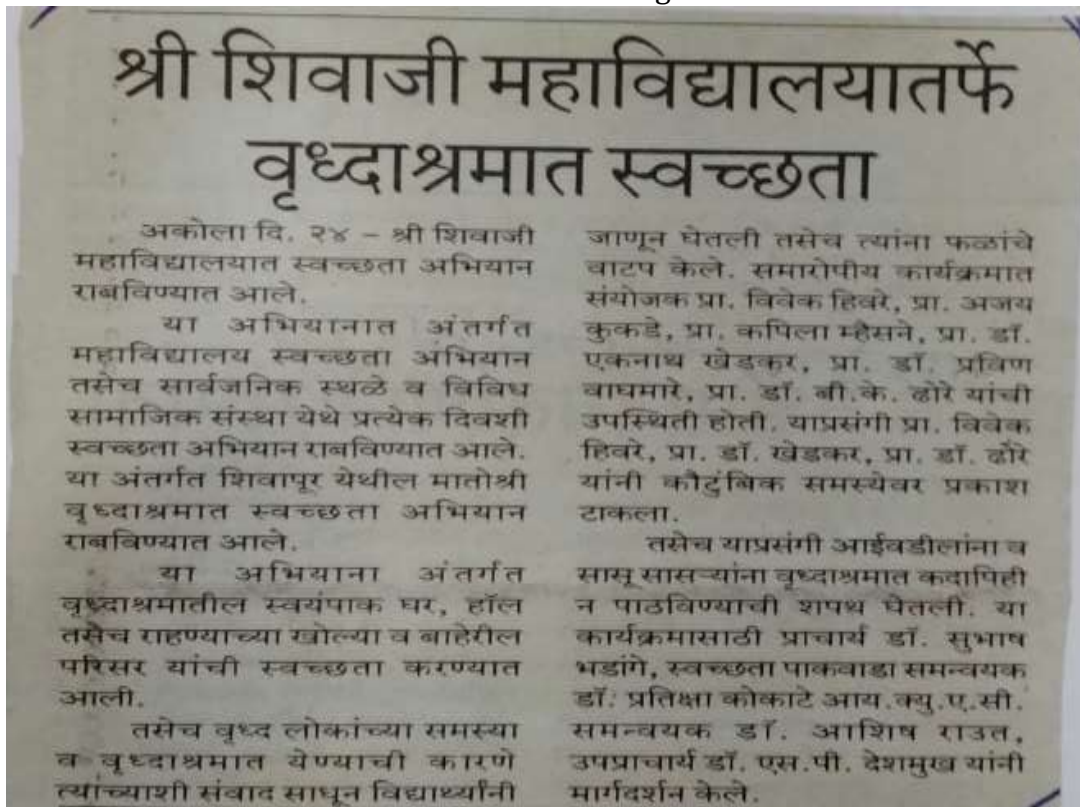 श्री शिवाजी महाविद्यालयातर्फे
वृध्दाश्रमात स्वच्छता
अकोला दि. २४ - श्री शिवाजी
महाविद्यालयात स्वच्छता अभियान
राबविण्यात आले.
या अभियानात अंतर्गत
महाविद्यालय स्वच्छता अभियान
तसेच सार्वजनिक स्थळे व विविध
सामाजिक संस्था येथे प्रत्येक दिवशी
स्वच्छता अभियान राबविण्यात आले.
या अंतर्गत शिवापूर येथील मातोश्री
वृध्दाश्रमात स्वच्छता अभियान
राबविण्यात आले.
या अभियाना अंतर्गत
वृध्दाश्रमातील स्वयंपाक घर, हॉल
तसेच राहण्याच्या खोल्या व बाहेरील
परिसर यांची स्वच्छता करण्यात
आली.
तसेच वृध्द लोकांच्या समस्या
व वृध्दाश्रमात येण्याची कारणे
त्यांच्याशी संवाद साधून विद्यार्थ्यांनी
जाणून घेतली तसेच त्यांना फळांचे
वाटप केले. समारोपीय कार्यक्रमात
संयोजक प्रा. विवेक हिवरे, प्रा. अजय
कुकडे, प्रा. कपिला म्हैसने, प्रा. डॉ.
एकनाथ खेडकर, प्रा. डॉ. प्रविण
वाघमारे, प्रा. डॉ. बी.के. ढोरे यांची
उपस्थिती होती. याप्रसंगी प्रा. विवेक
हिवरे, प्रा. डॉ. खेडकर, प्रा. डॉ. ढोरे
यांनी कौटुंबिक समस्येवर प्रकाश
टाकला.
तसेच याप्रसंगी आईवडीलांना व
सासू सासऱ्यांना वृध्दाश्रमात कदापिही
न पाठविण्याची शपथ घेतली. या
कार्यक्रमासाठी प्राचार्य डॉ. सुभाष
भडांगे, स्वच्छता पाकवाडा समन्वयक
डॉ. प्रतिक्षा कोकाटे आय.क्यु.ए.सी.
समन्वयक डॉ. आशिष राउत,
उपप्राचार्य डॉ. एस.पी. देशमुख यांनी
मार्गदर्शन केले.